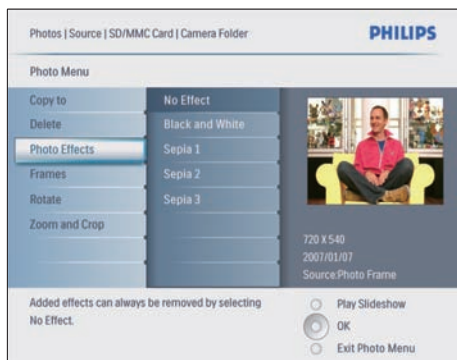 Photos | Source | SD/MMC Card | Camera Folder
PHILIPS
Photo Menu
Copy to
Delete
Photo Effects
Frames
Rotate
Zoom and Crop
No Effect
Black and White
Sepia 1
Sepia 2
Sepia 3
720 X 540
2007/01/07
Source:Photo Frame
Added effects can always be removed by selecting
No Effect.
Play Slideshow
OK
Exit Photo Menu